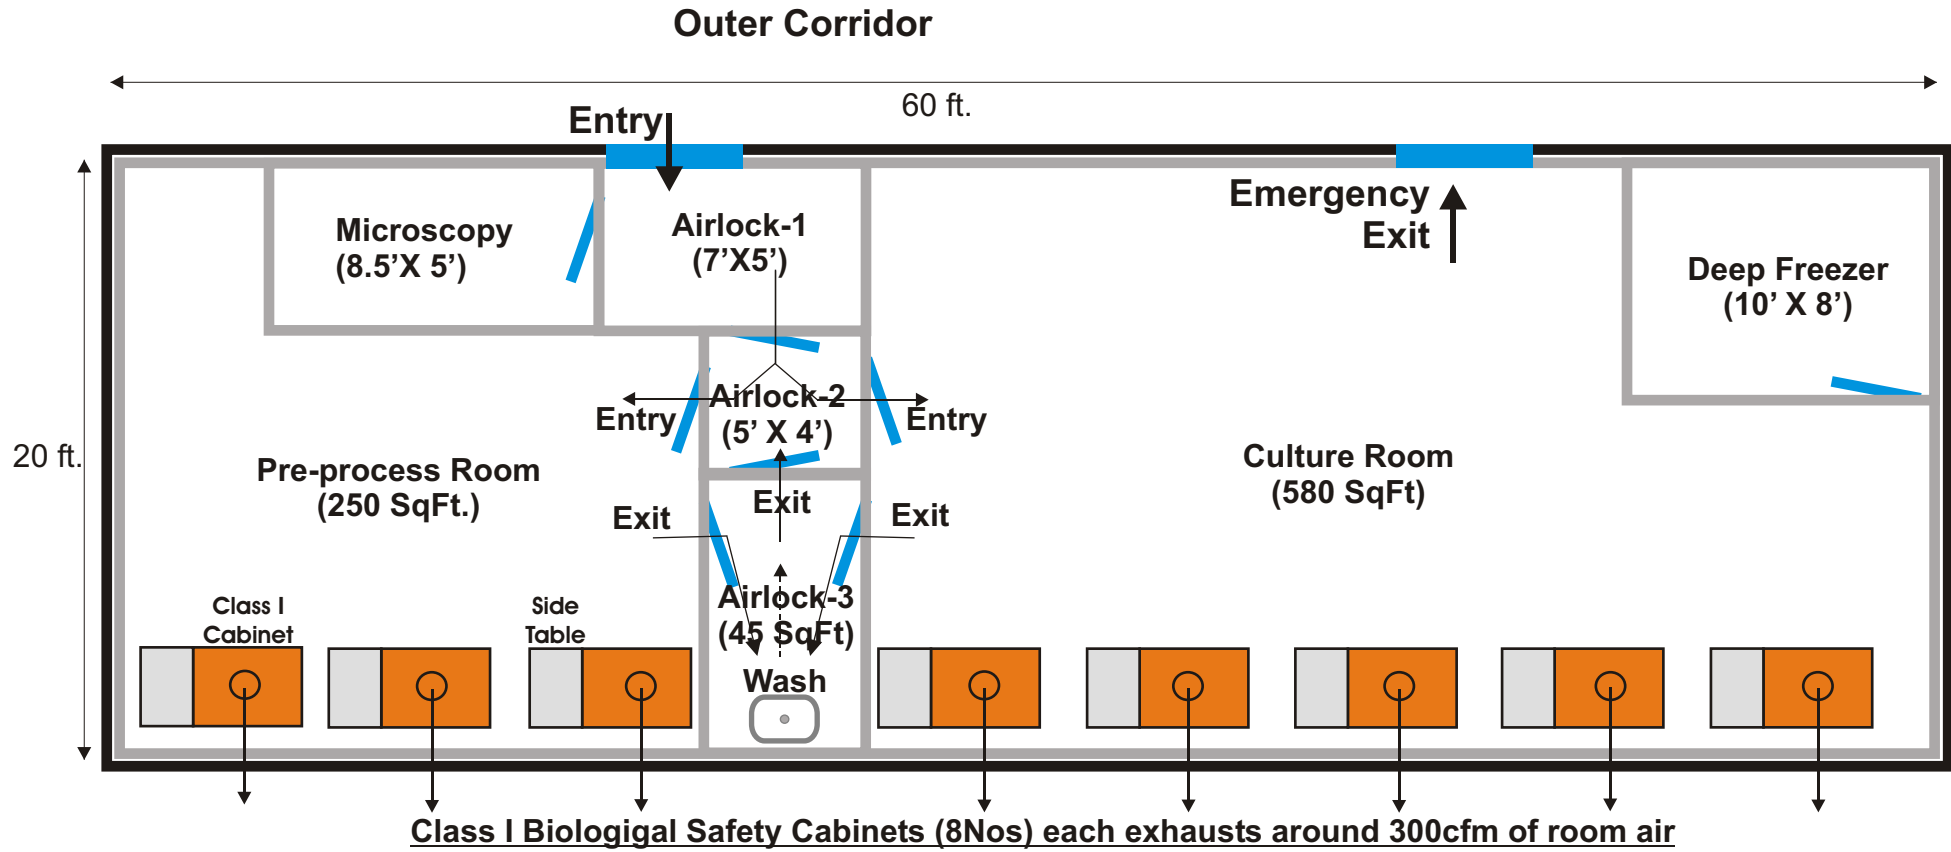 Outer Corridor
60 ft.
Entry
Emergency
Exit
Microscopy
(8.5’X 5’)
Airlock-1
(7’X5’)
Deep Freezer
(10’ X 8’)
Airlock-2
(5’ X 4’)
Entry
Entry
20 ft.
Pre-process Room
(250 SqFt.)
Culture Room
(580 SqFt)
Exit
Exit
Exit
Airlock-3
(45 SqFt)
Class I
Cabinet
Side
Table
Wash
Class I Biologigal Safety Cabinets (8Nos) each exhausts around 300cfm of room air